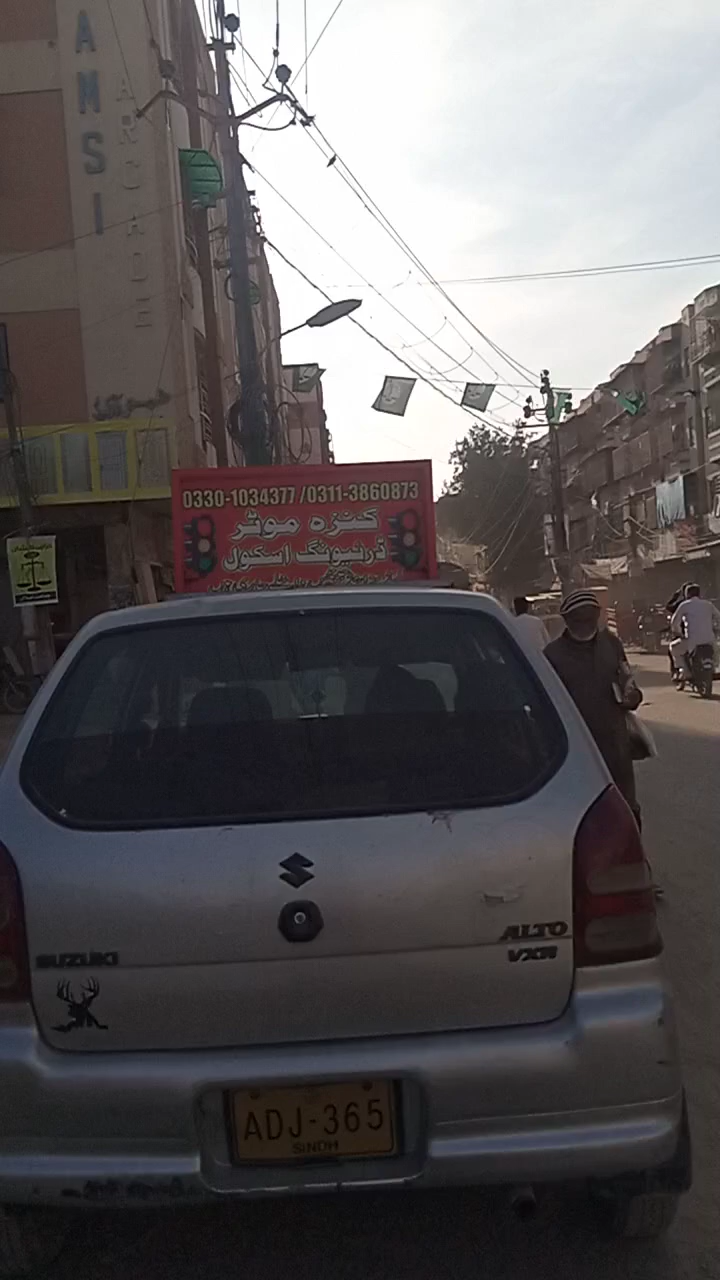 AMSI
ARCADE
0330-1034377 / 0311-3860873
کنزہ موٹر
ڈرائیونگ اسکول
SUZUKI
ALTO
VXR
ADJ-365
SINDH